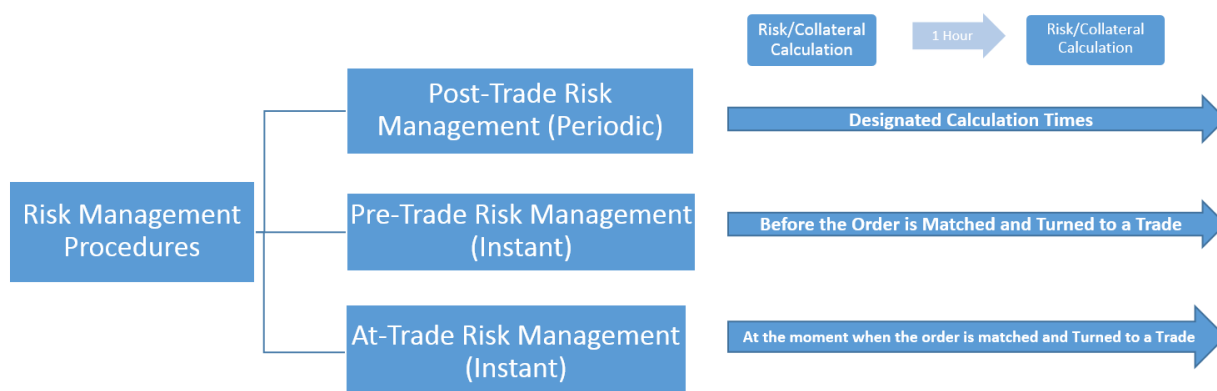 Risk/Collateral
Calculation
1 Hour
Risk/Collateral
Calculation
Post-Trade Risk
Management (Periodic)
Designated Calculation Times
Risk Management
Procedures
Pre-Trade Risk Management
(Instant)
Before the Order is Matched and Turned to a Trade
At-Trade Risk Management
(Instant)
At the moment when the order is matched and Turned to a Trade